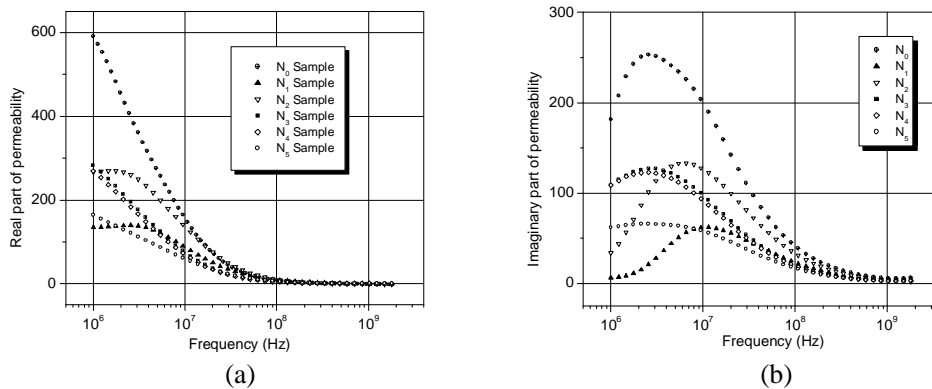 600
400
200
0
Real part of permeability
N0 Sample
N1 Sample
N2 Sample
N3 Sample
N4 Sample
N5 Sample
10^6
10^7
10^8
10^9
Frequency (Hz)
(a)
300
200
100
0
Imaginary part of permeability
N0
N1
N2
N3
N4
N5
10^6
10^7
10^8
10^9
Frequency (Hz)
(b)